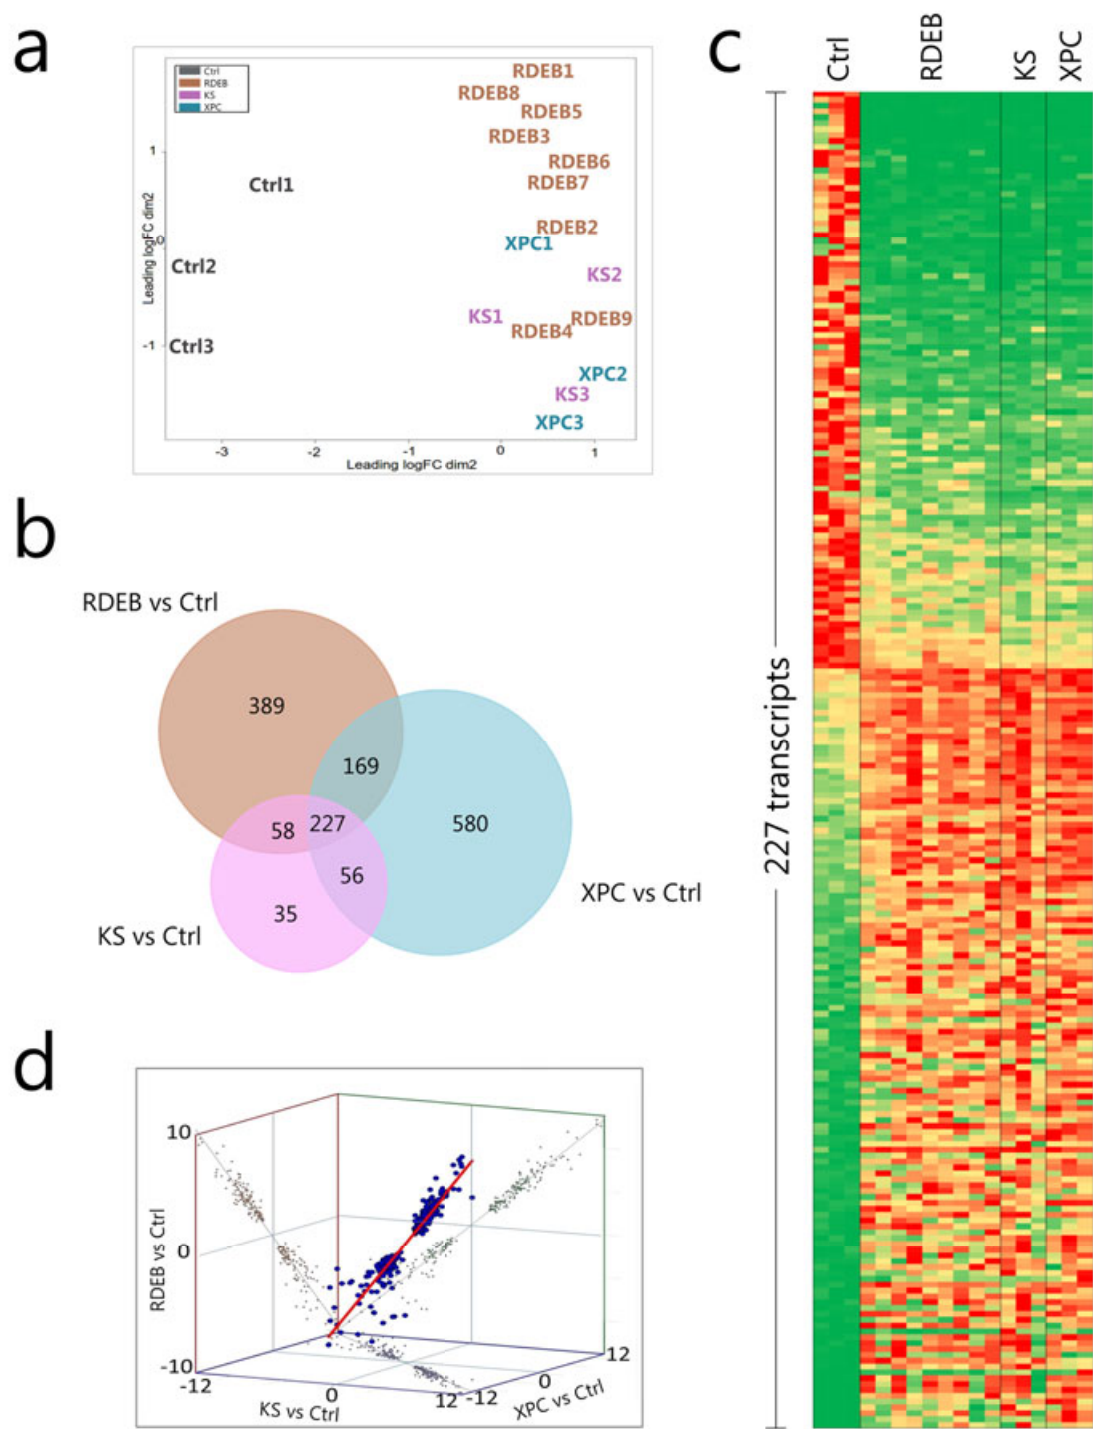 a
Ctrl
RDEB
KS
XPC
RDEB1
RDEB8
RDEB5
RDEB3
RDEB6
RDEB7
RDEB2
XPC1
KS2
KS1
RDEB9
RDEB4
XPC2
KS3
XPC3
Ctrl1
Ctrl2
Ctrl3
1
0
-1
Leading logFC dim2
-3
-2
-1
0
1
Leading logFC dim2
b
RDEB vs Ctrl
389
169
58
227
580
56
35
XPC vs Ctrl
KS vs Ctrl
c
Ctrl
RDEB
KS
XPC
227 transcripts
d
10
0
-10
RDEB vs Ctrl
-12
0
12
KS vs Ctrl
-12
0
12
XPC vs Ctrl